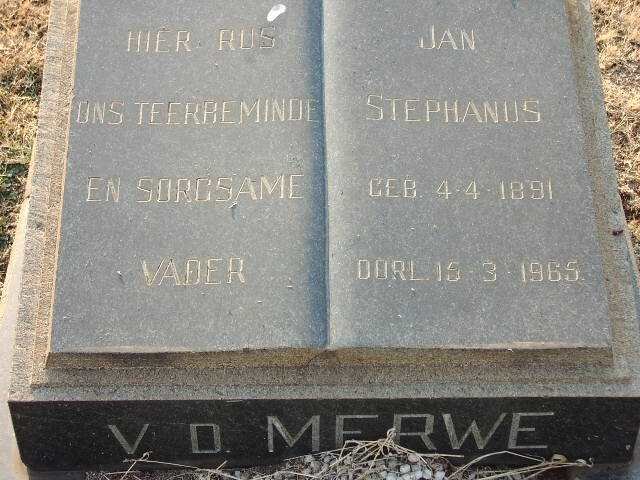 HIER RUS
ONS TEERBEMINDE
EN SORGSAME
VADER
JAN
STEPHANUS
GEB. 4·4·1891
OORL. 15·3·1965
V.D. MERWE